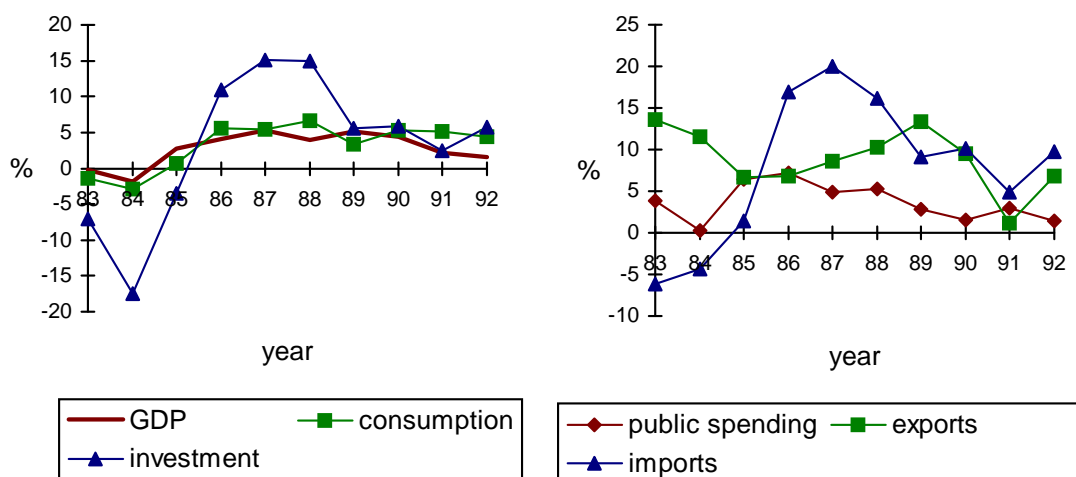 20
15
10
5
0
-5
-10
-15
-20
%
83 84 85 86 87 88 89 90 91 92
year
GDP consumption
investment
25
20
15
10
5
0
-5
-10
%
83 84 85 86 87 88 89 90 91 92
year
public spending exports
imports